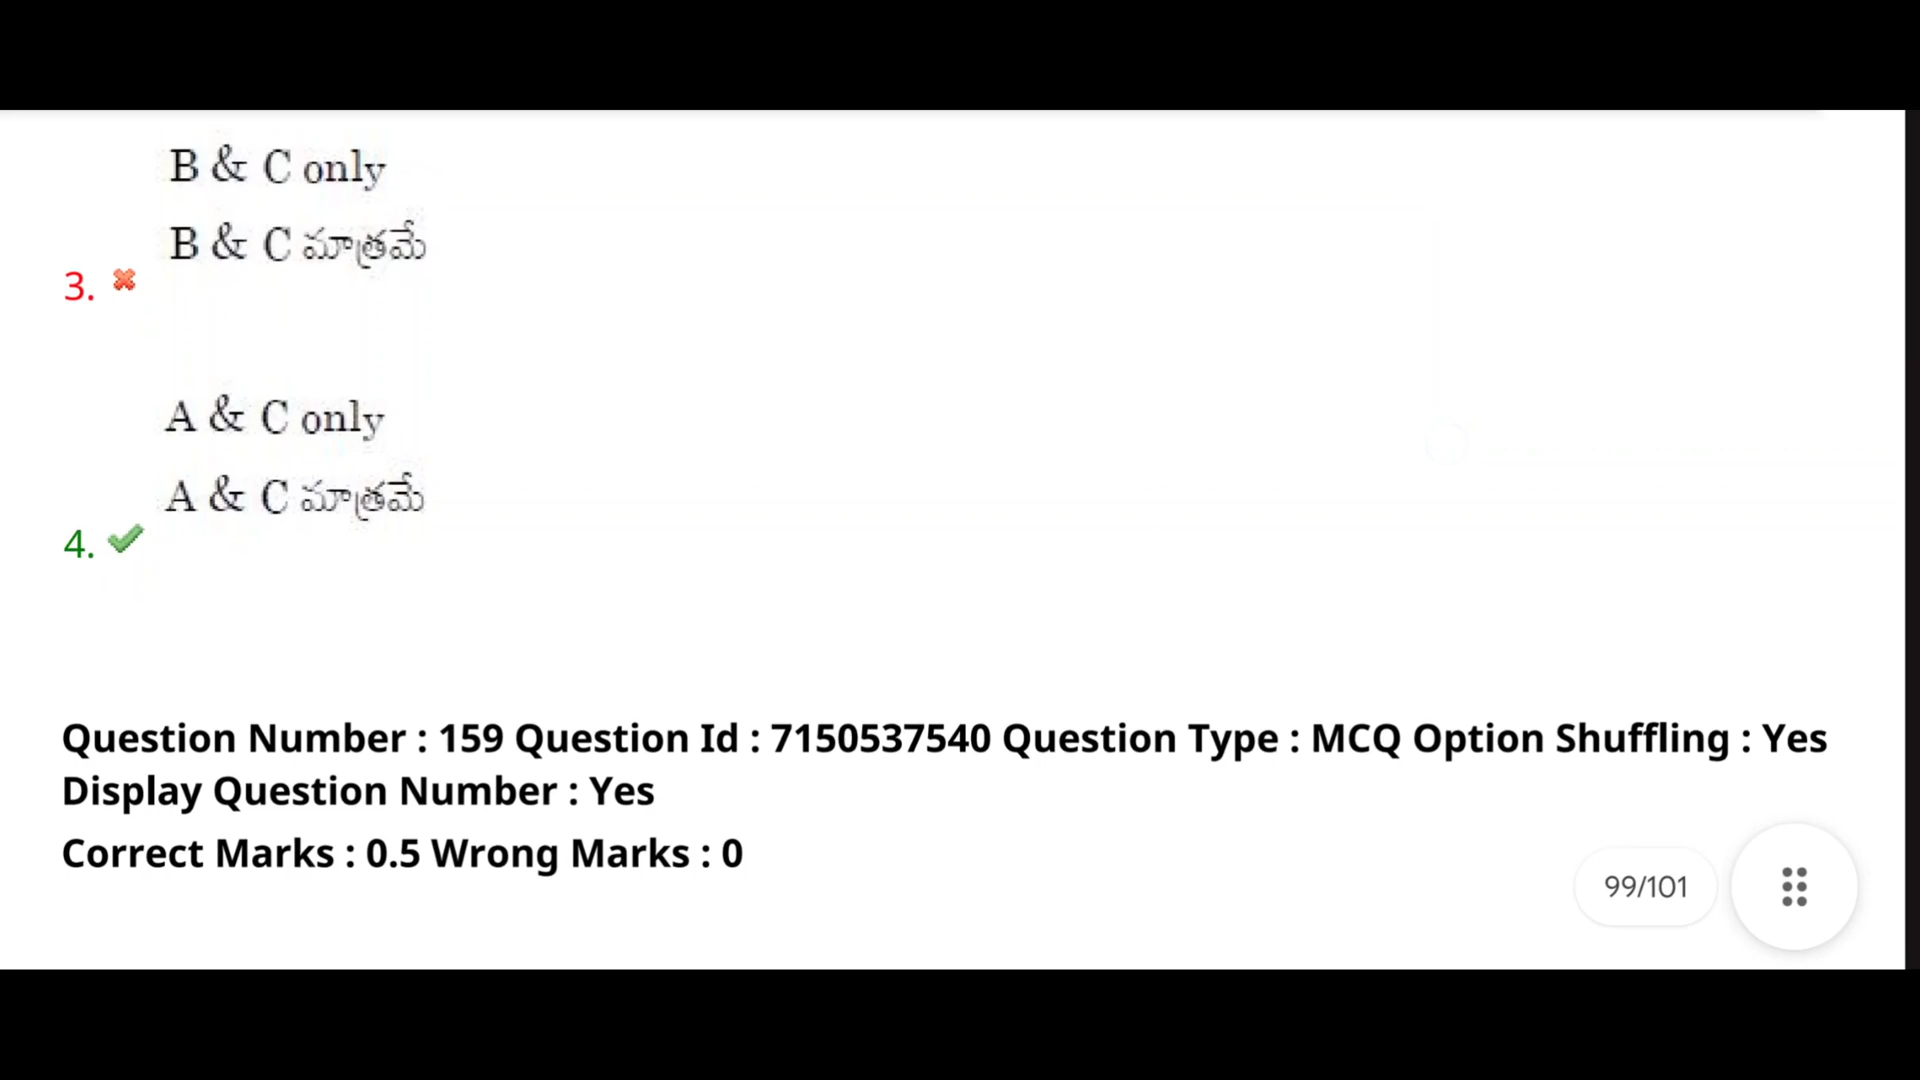 B & C only
B & C మాత్రమే
3.
A & C only
A & C మాత్రమే
4.
Question Number : 159 Question Id : 7150537540 Question Type : MCQ Option Shuffling : Yes
Display Question Number : Yes
Correct Marks : 0.5 Wrong Marks : 0
99/101